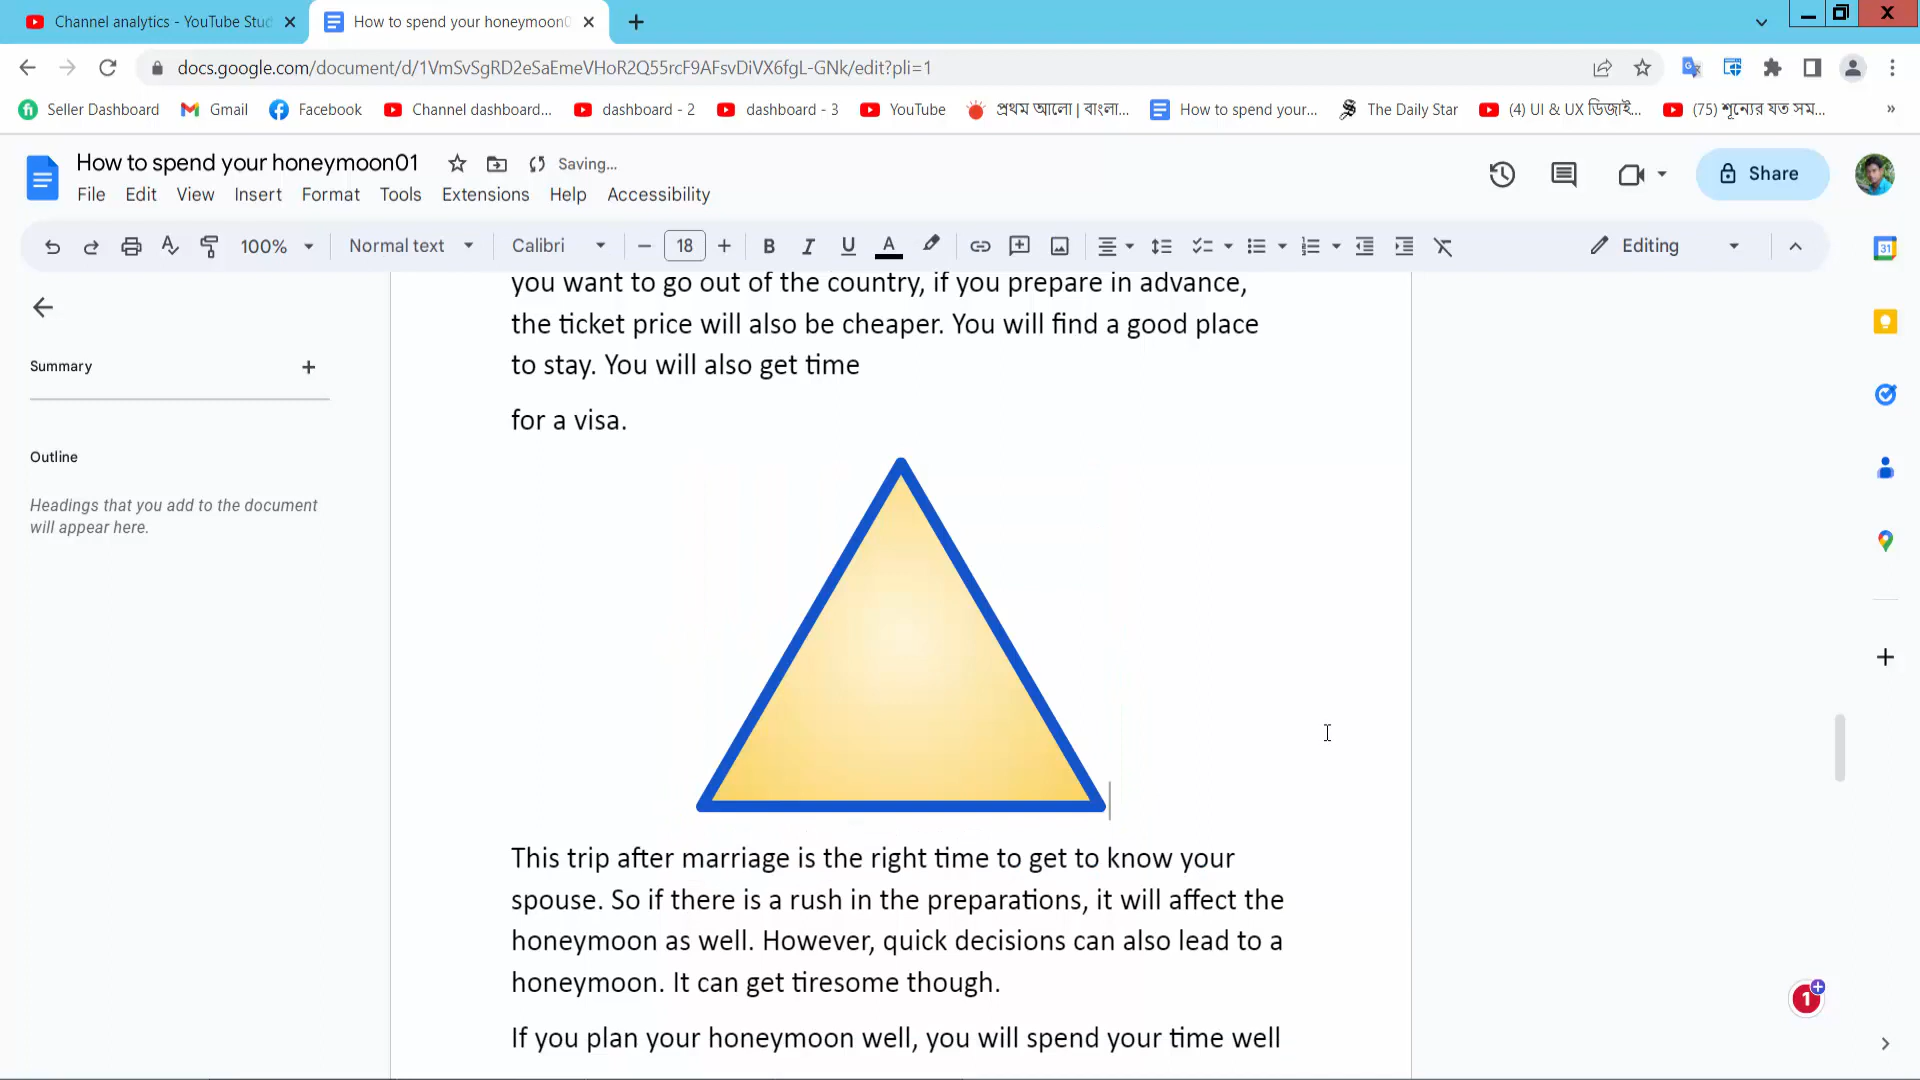 Channel analytics - YouTube Stud
How to spend your honeymoon0
docs.google.com/document/d/1VmSvSgRD2eSaEmeVHoR2Q55rcF9AFsvDiVX6fgL-GNk/edit?pli=1
Seller Dashboard
Gmail
Facebook
Channel dashboard...
dashboard - 2
dashboard - 3
YouTube
প্রথম আলো | বাংলা...
How to spend your...
The Daily Star
(4) UI & UX ডিজাই...
(75) শূন্যের যত সম...
»
How to spend your honeymoon01
Saving...
Share
File Edit View Insert Format Tools Extensions Help Accessibility
100%
Normal text
Calibri
18
B I U A
Editing
31
Summary
Outline
Headings that you add to the document
will appear here.
you want to go out of the country, if you prepare in advance,
the ticket price will also be cheaper. You will find a good place
to stay. You will also get time
for a visa.
This trip after marriage is the right time to get to know your
spouse. So if there is a rush in the preparations, it will affect the
honeymoon as well. However, quick decisions can also lead to a
honeymoon. It can get tiresome though.
If you plan your honeymoon well, you will spend your time well
1